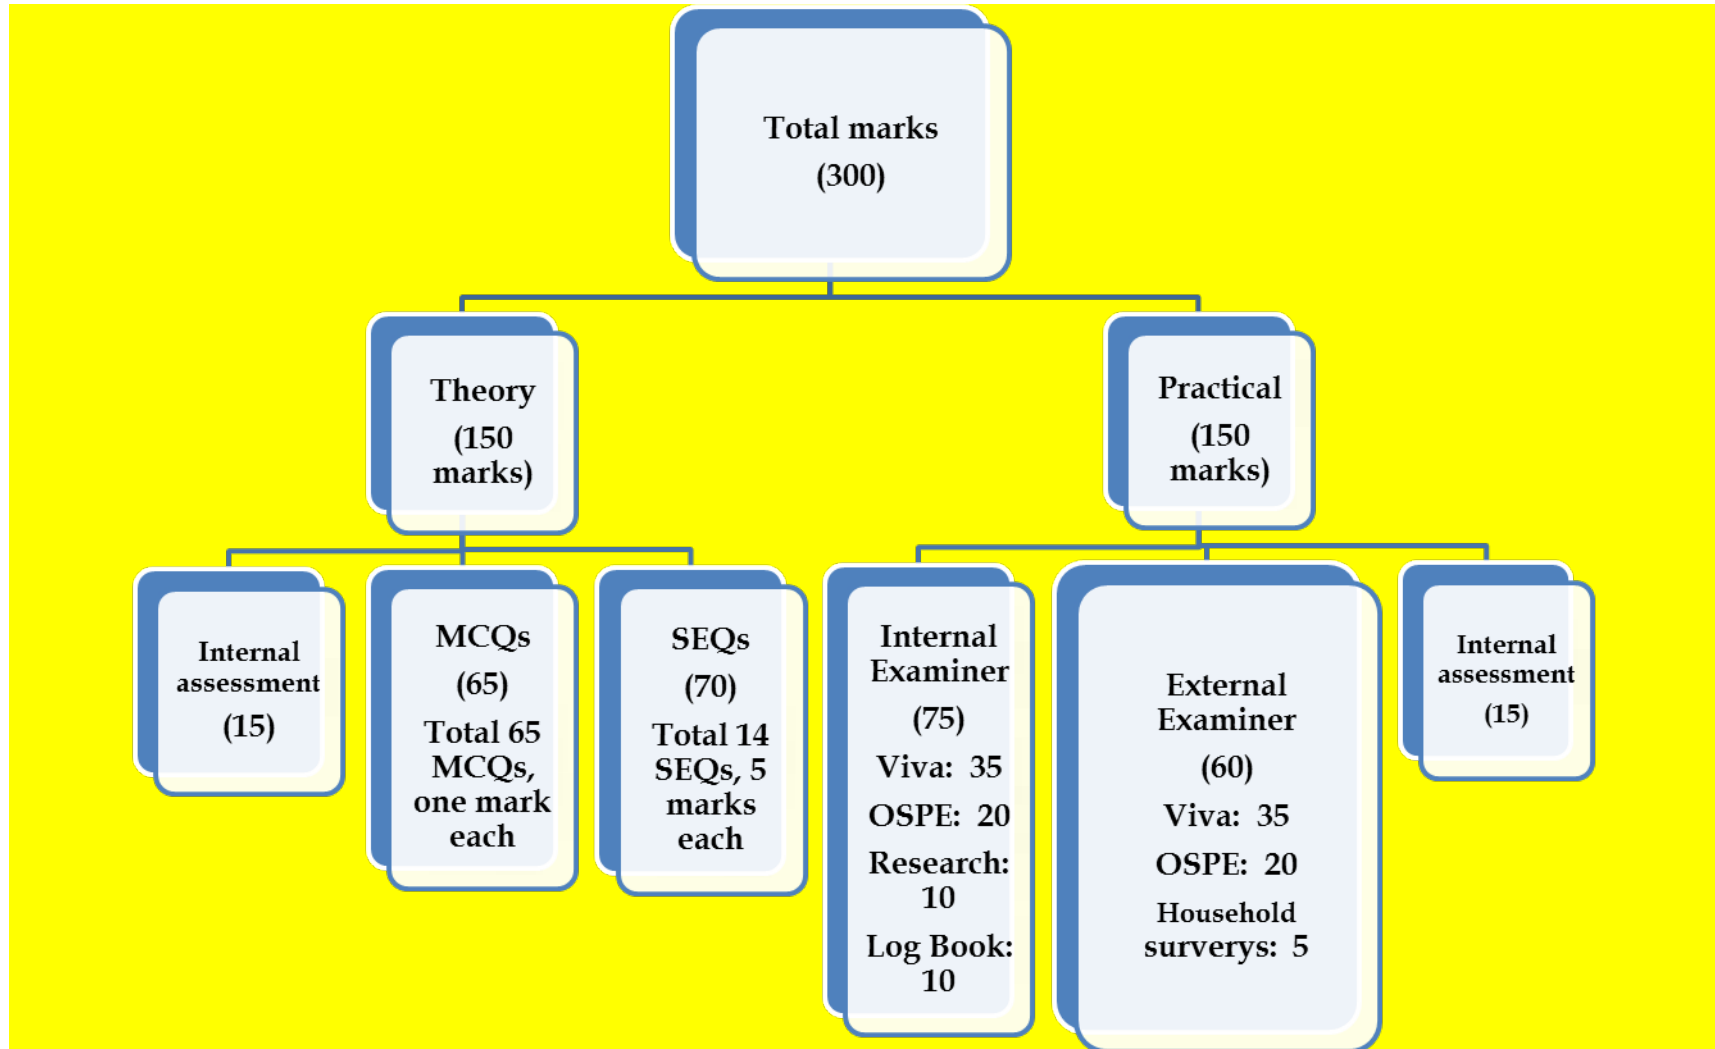 Total marks
(300)
Theory
(150
marks)
Practical
(150
marks)
Internal
assessment
(15)
MCQs
(65)
Total 65
MCQs,
one mark
each
SEQs
(70)
Total 14
SEQs, 5
marks
each
Internal
Examiner
(75)
Viva:  35
OSPE:  20
Research:
10
Log Book:
10
External
Examiner
(60)
Viva:  35
OSPE:  20
Household
surverys:  5
Internal
assessment
(15)